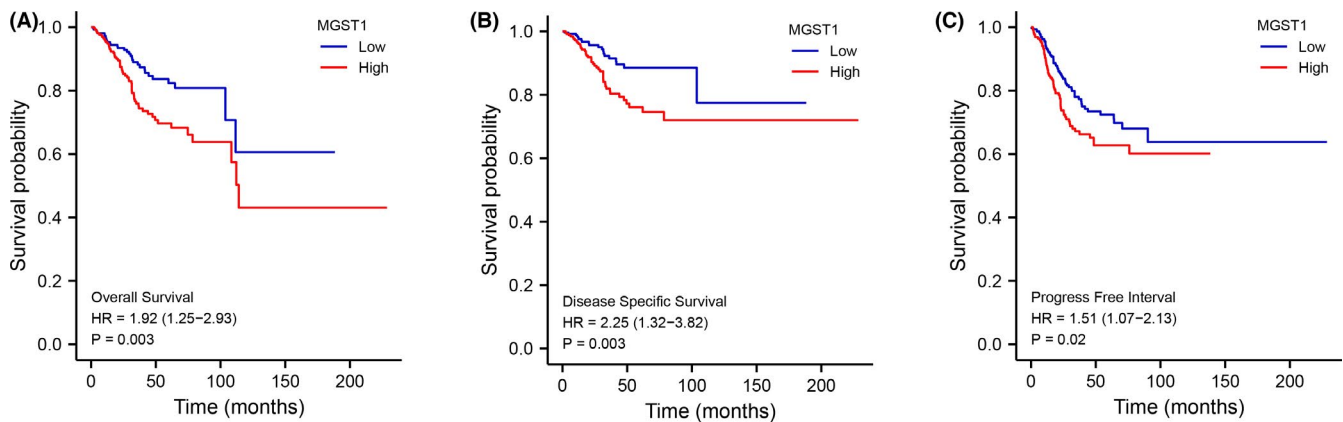 (A)
MGST1
Low
High
Survival probability
1.0
0.8
0.6
0.4
0.2
0.0
Overall Survival
HR = 1.92 (1.25−2.93)
P = 0.003
0 50 100 150 200
Time (months)
(B)
MGST1
Low
High
Survival probability
1.0
0.8
0.6
0.4
0.2
0.0
Disease Specific Survival
HR = 2.25 (1.32−3.82)
P = 0.003
0 50 100 150 200
Time (months)
(C)
MGST1
Low
High
Survival probability
1.0
0.8
0.6
0.4
0.2
0.0
Progress Free Interval
HR = 1.51 (1.07−2.13)
P = 0.02
0 50 100 150 200
Time (months)